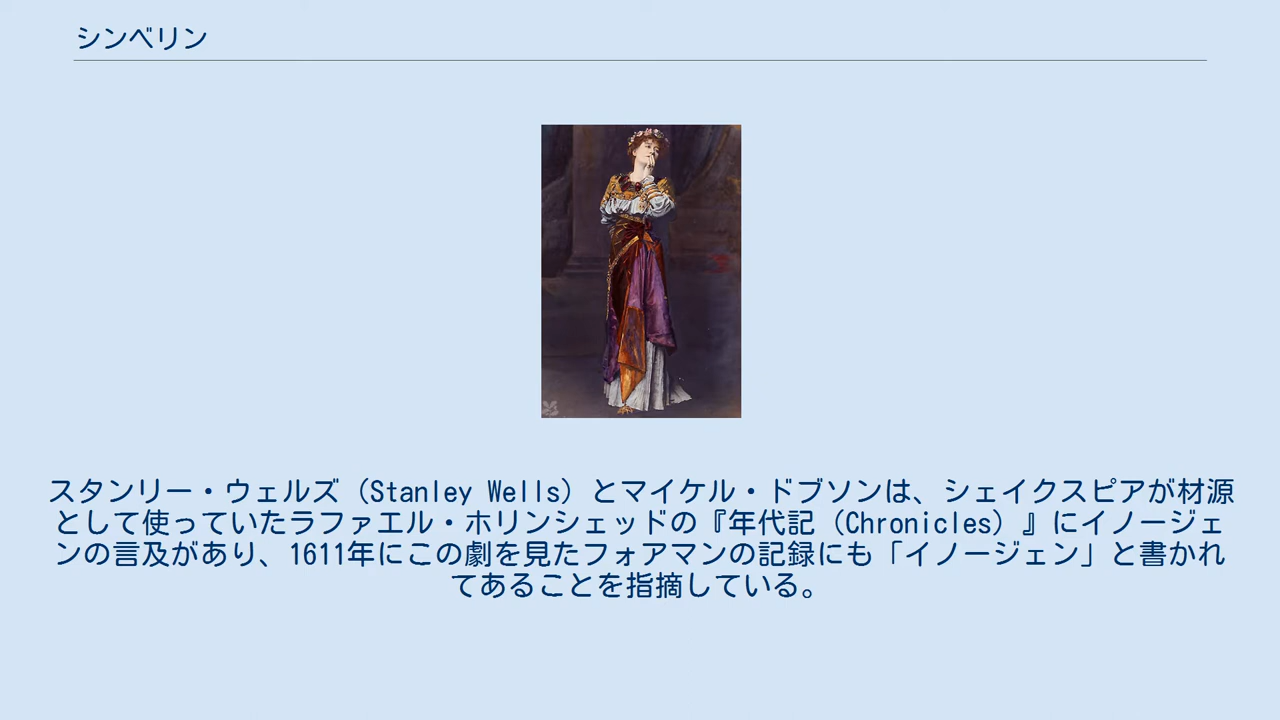 シンベリン
スタンリー・ウェルズ（Stanley Wells）とマイケル・ドブソンは、シェイクスピアが材源
として使っていたラファエル・ホリンシェッドの『年代記（Chronicles）』にイノージェ
ンの言及があり、1611年にこの劇を見たフォアマンの記録にも「イノージェン」と書かれ
てあることを指摘している。